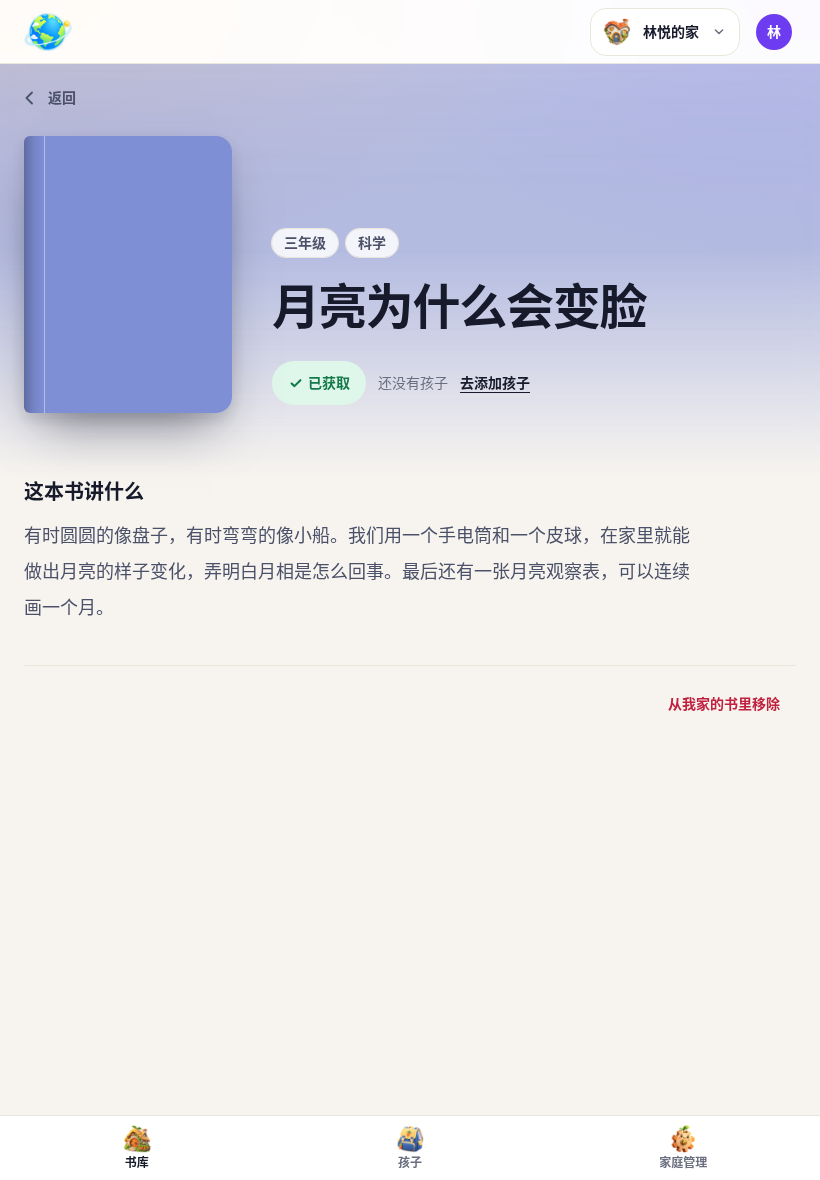 林悦的家
林
返回
三年级
科学
月亮为什么会变脸
已获取
还没有孩子
去添加孩子
这本书讲什么
有时圆圆的像盘子，有时弯弯的像小船。我们用一个手电筒和一个皮球，在家里就能
做出月亮的样子变化，弄明白月相是怎么回事。最后还有一张月亮观察表，可以连续
画一个月。
从我家的书里移除
书库
孩子
家庭管理